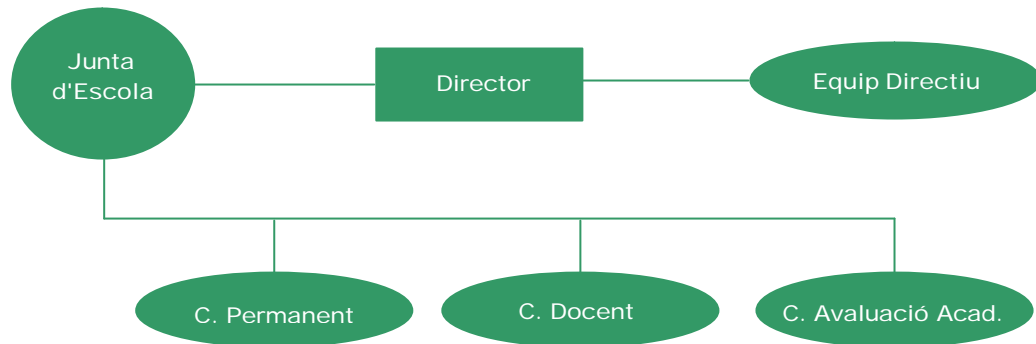 Junta
d'Escola
Director
Equip Directiu
C. Permanent
C. Docent
C. Avaluació Acad.